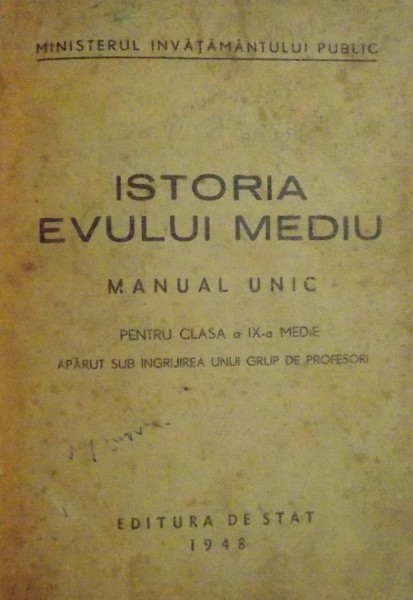 MINISTERUL INVĂȚĂMÂNTULUI PUBLIC
ISTORIA
EVULUI MEDIU
MANUAL UNIC
PENTRU CLASA a IX-a MEDIE
APĂRUT SUB INGRIJIREA UNUI GRUP DE PROFESORI
EDITURA DE STAT
1948